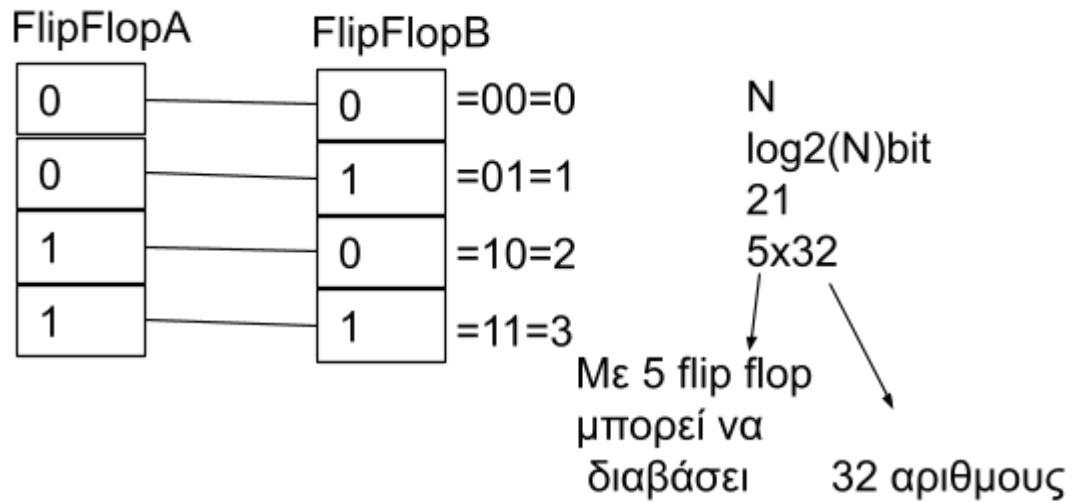 FlipFlopA
FlipFlopB
0 0 =00=0
0 1 =01=1
1 0 =10=2
1 1 =11=3
N
log2(N)bit
21
5x32
Με 5 flip flop
μπορεί να
διαβάσει
32 αριθμους